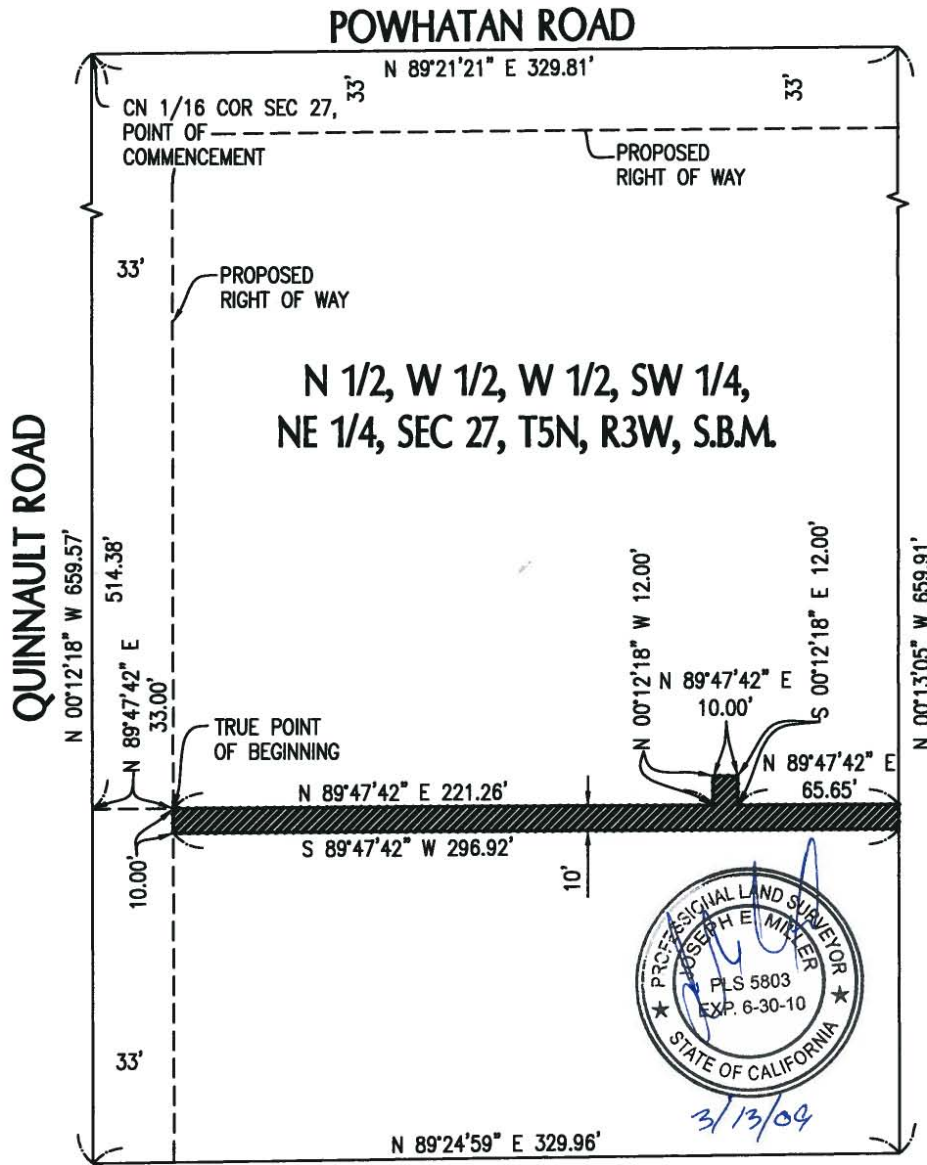 POWHATAN ROAD
N 89°21'21" E 329.81'
33'
33'
CN 1/16 COR SEC 27,
POINT OF
COMMENCEMENT
PROPOSED
RIGHT OF WAY
33'
PROPOSED
RIGHT OF WAY
N 1/2, W 1/2, W 1/2, SW 1/4,
NE 1/4, SEC 27, T5N, R3W, S.B.M.
QUINNAULT ROAD
N 00°12'18" W 659.57'
514.38'
N 89°47'42" E
33.00'
TRUE POINT
OF BEGINNING
N 00°12'18" W 12.00'
N 89°47'42" E
10.00'
S 00°12'18" E 12.00'
N 00°13'05" W 659.91'
N 89°47'42" E
65.65'
N 89°47'42" E 221.26'
S 89°47'42" W 296.92'
10.00'
10'
PROFESSIONAL LAND SURVEYOR
JOSEPH E. MILLER
PLS 5803
EXP. 6-30-10
STATE OF CALIFORNIA
3/13/09
33'
N 89°24'59" E 329.96'